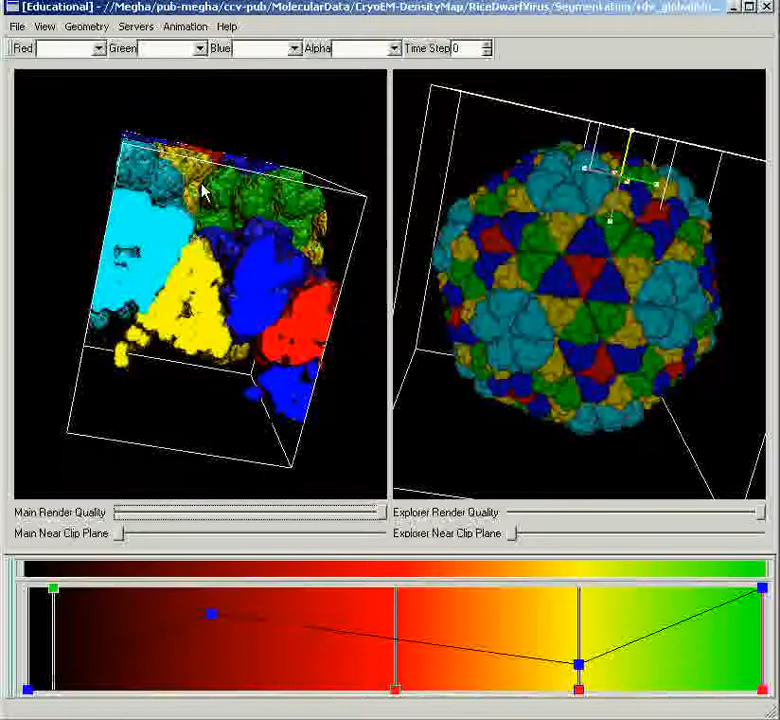 [Educational] - //Megha/pub-megha/ccv-pub/MolecularData/CryoEM-DensityMap/RiceDwarfVirus/Segmentation/
File View Geometry Servers Animation Help
Red Green Blue Alpha Time Step 0
Main Render Quality Explorer Render Quality
Main Near Clip Plane Explorer Near Clip Plane